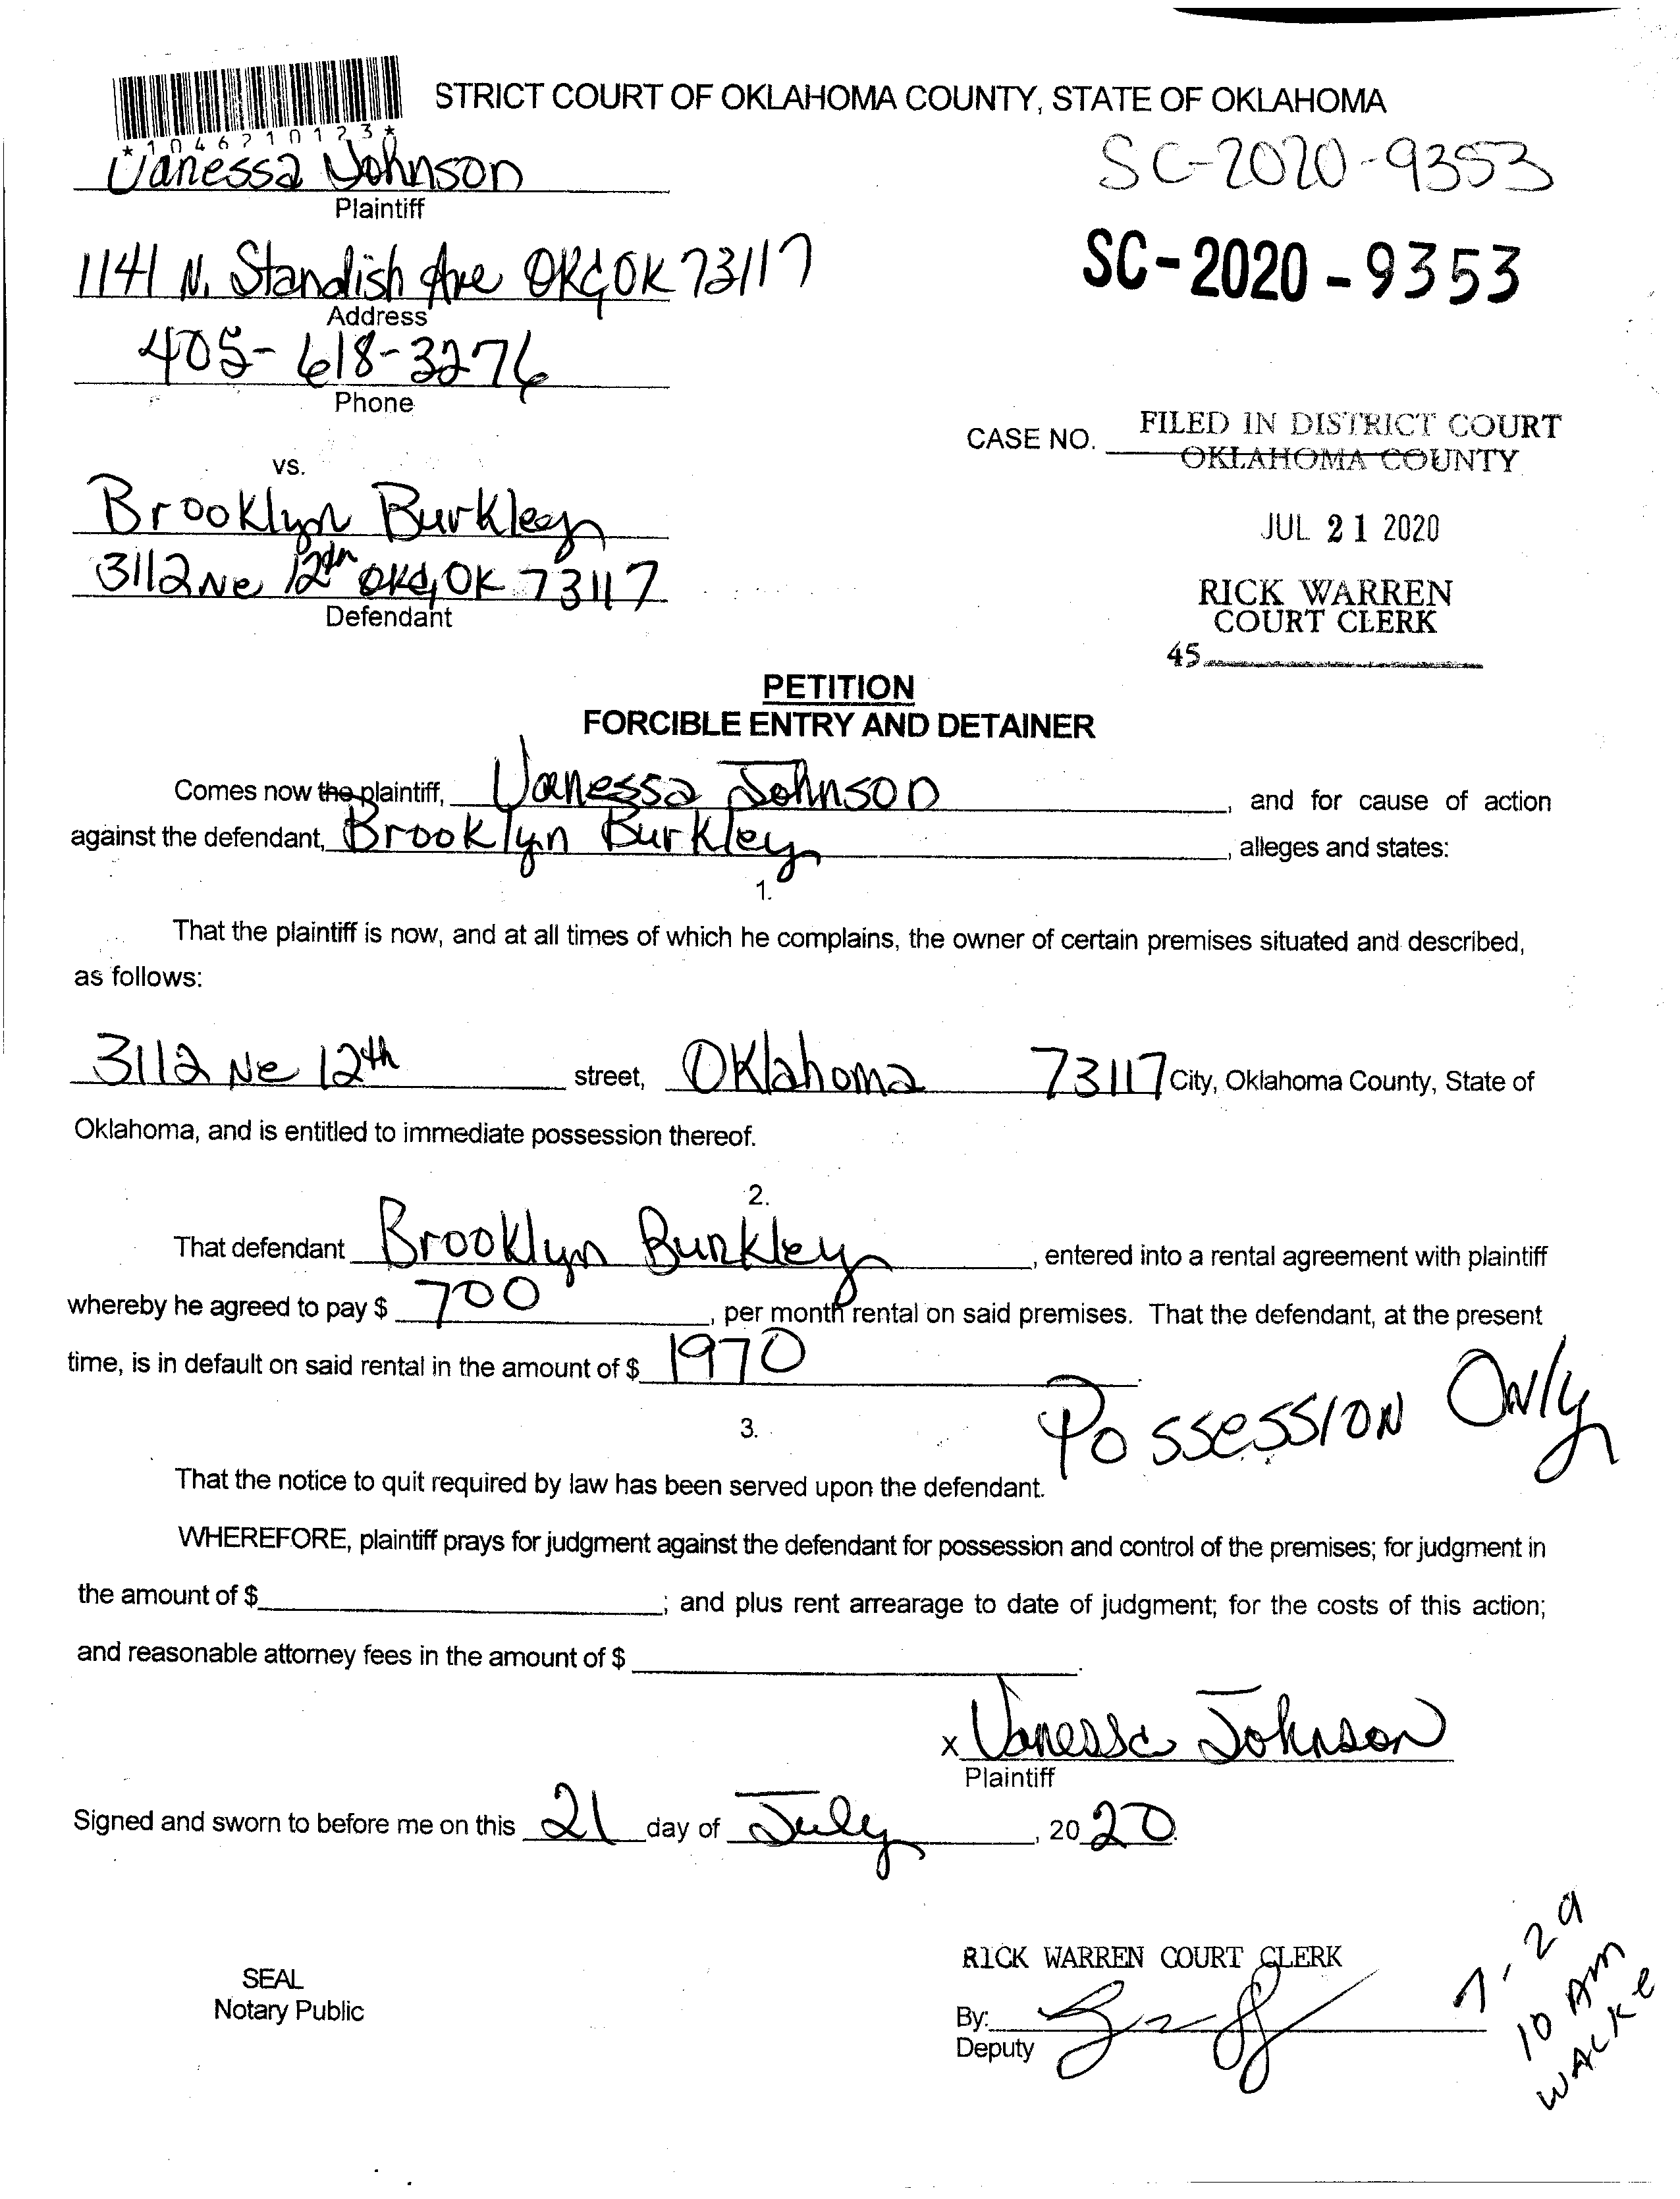 STRICT COURT OF OKLAHOMA COUNTY, STATE OF OKLAHOMA
*1046710123*
Vanessa Johnson
Plaintiff
SC-2020-9353
1141 N. Standish Ave OKC, OK 73117
Address
SC-2020-9353
405-618-3276
Phone
CASE NO.
FILED IN DISTRICT COURT
OKLAHOMA COUNTY
vs.
Brooklyn Burkley
JUL 21 2020
3112 Ne 12th OKC, OK 73117
Defendant
RICK WARREN
COURT CLERK
45
PETITION
FORCIBLE ENTRY AND DETAINER
Comes now the plaintiff, Vanessa Johnson, and for cause of action
against the defendant, Brooklyn Burkley, alleges and states:
1.
That the plaintiff is now, and at all times of which he complains, the owner of certain premises situated and described,
as follows:
3112 Ne 12th street, Oklahoma 73117 City, Oklahoma County, State of
Oklahoma, and is entitled to immediate possession thereof.
2.
That defendant Brooklyn Burkley, entered into a rental agreement with plaintiff
whereby he agreed to pay $ 700, per month rental on said premises. That the defendant, at the present
time, is in default on said rental in the amount of $ 1970.
Possession Only
3.
That the notice to quit required by law has been served upon the defendant.
WHEREFORE, plaintiff prays for judgment against the defendant for possession and control of the premises; for judgment in
the amount of $ ; and plus rent arrearage to date of judgment; for the costs of this action;
and reasonable attorney fees in the amount of $ .
x Vanessa Johnson
Plaintiff
Signed and sworn to before me on this 21 day of July, 2020.
SEAL
Notary Public
RICK WARREN COURT CLERK
By:
Deputy
7-29
10 AM
WACKE